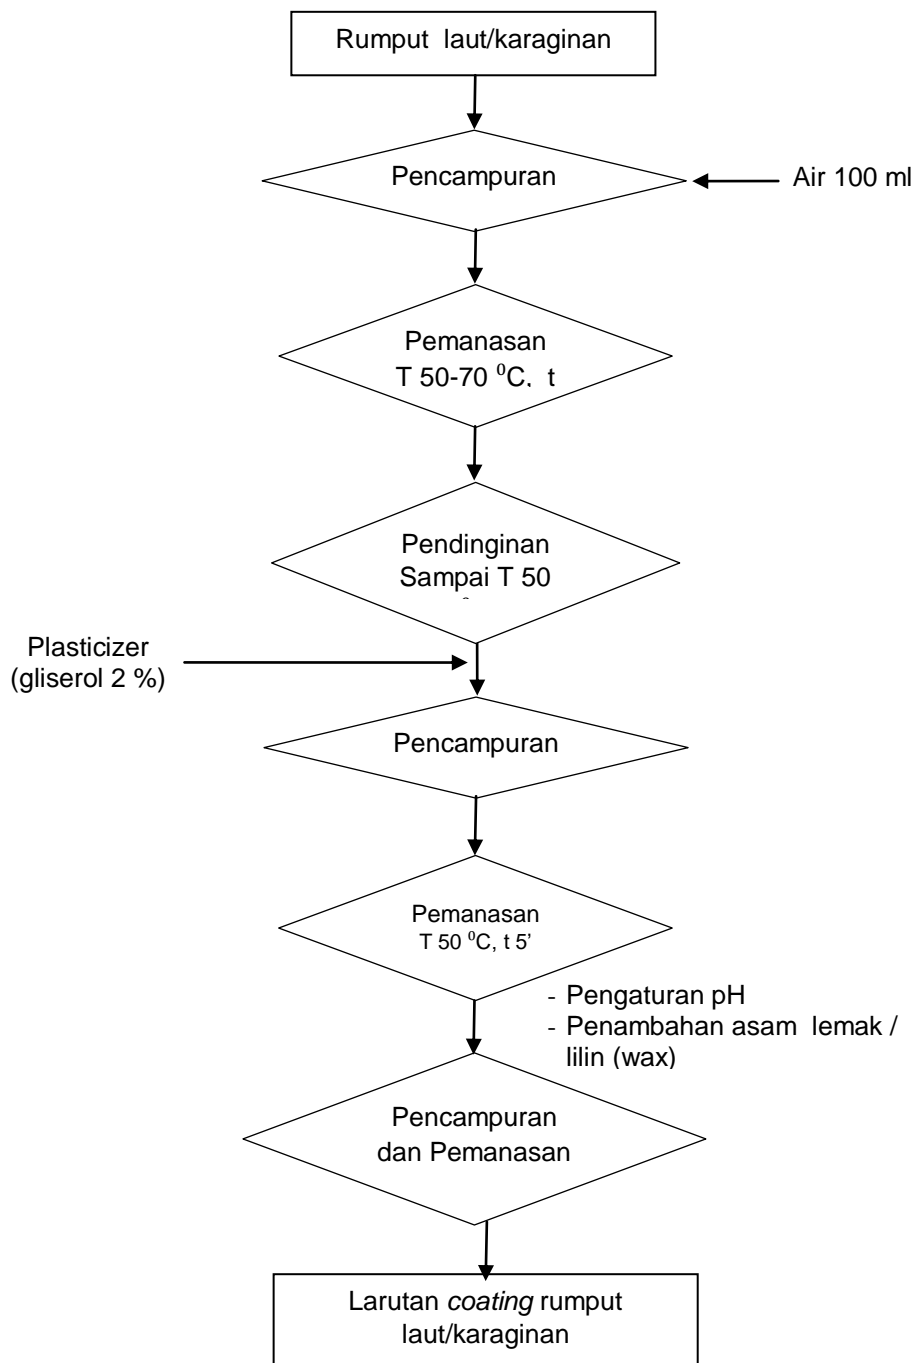 Rumput laut/karaginan
Pencampuran
Air 100 ml
Pemanasan
T 50-70 ⁰C, t
Pendinginan
Sampai T 50
Plasticizer
(gliserol 2 %)
Pencampuran
Pemanasan
T 50 ⁰C, t 5'
- Pengaturan pH
- Penambahan asam lemak /
lilin (wax)
Pencampuran
dan Pemanasan
Larutan coating rumput
laut/karaginan